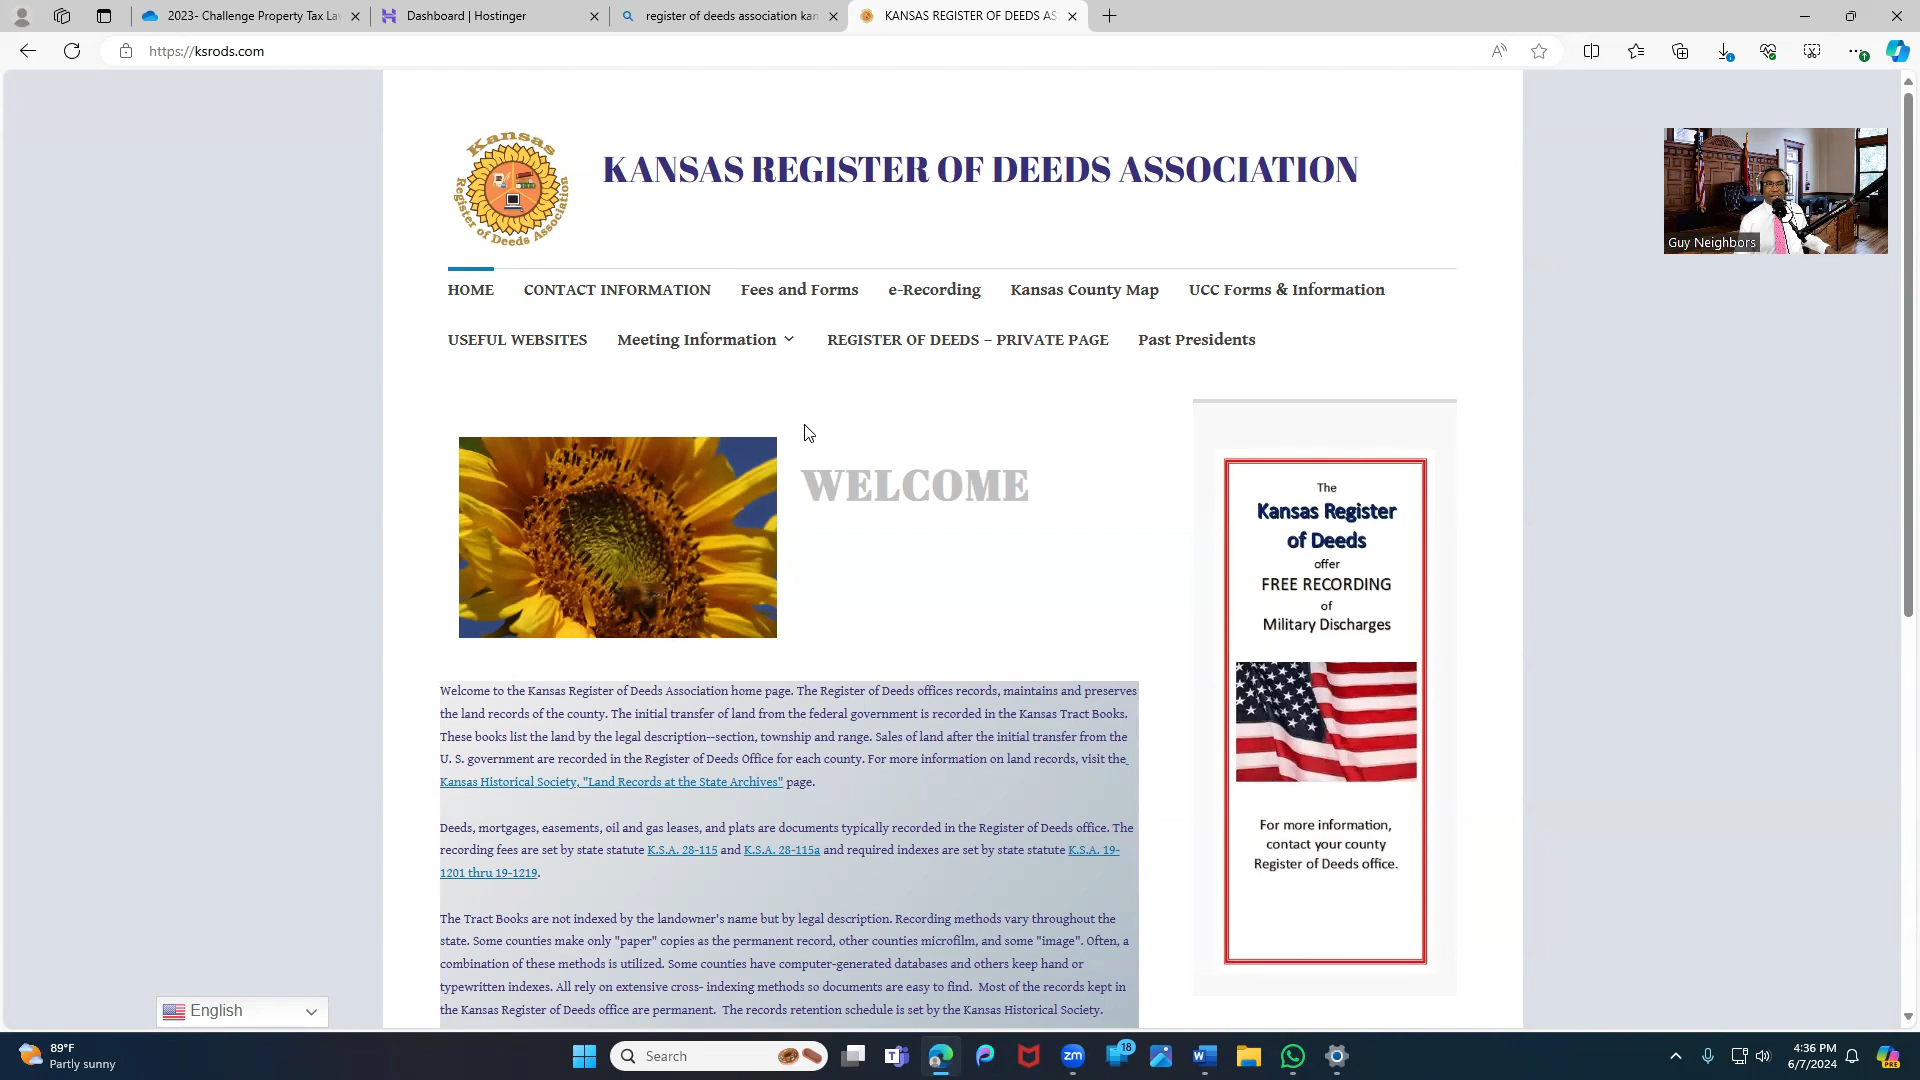 2023- Challenge Property Tax La
Dashboard | Hostinger
register of deeds association kan
KANSAS REGISTER OF DEEDS AS
https://ksrods.com
Kansas
Register of Deeds Association
KANSAS REGISTER OF DEEDS ASSOCIATION
Guy Neighbors
HOME CONTACT INFORMATION Fees and Forms e-Recording Kansas County Map UCC Forms & Information
USEFUL WEBSITES Meeting Information REGISTER OF DEEDS – PRIVATE PAGE Past Presidents
WELCOME
The
Kansas Register
of Deeds
offer
FREE RECORDING
of
Military Discharges
For more information,
contact your county
Register of Deeds office.
Welcome to the Kansas Register of Deeds Association home page. The Register of Deeds offices records, maintains and preserves
the land records of the county. The initial transfer of land from the federal government is recorded in the Kansas Tract Books.
These books list the land by the legal description--section, township and range. Sales of land after the initial transfer from the
U. S. government are recorded in the Register of Deeds Office for each county. For more information on land records, visit the
Kansas Historical Society, "Land Records at the State Archives" page.
Deeds, mortgages, easements, oil and gas leases, and plats are documents typically recorded in the Register of Deeds office. The
recording fees are set by state statute K.S.A. 28-115 and K.S.A. 28-115a and required indexes are set by state statute K.S.A. 19-
1201 thru 19-1219.
The Tract Books are not indexed by the landowner's name but by legal description. Recording methods vary throughout the
state. Some counties make only "paper" copies as the permanent record, other counties microfilm, and some "image". Often, a
combination of these methods is utilized. Some counties have computer-generated databases and others keep hand or
typewritten indexes. All rely on extensive cross- indexing methods so documents are easy to find. Most of the records kept in
the Kansas Register of Deeds office are permanent. The records retention schedule is set by the Kansas Historical Society.
English
89°F
Partly sunny
Search
zm
18
4:36 PM
6/7/2024
PRE